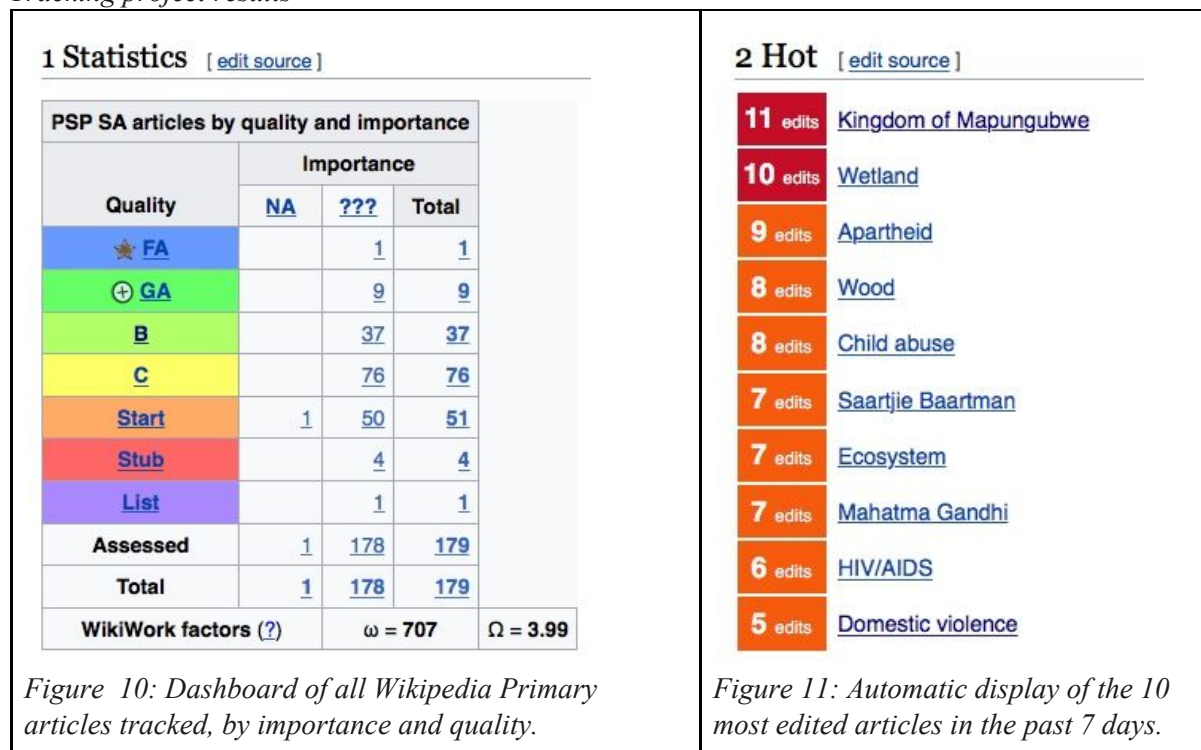 1 Statistics [ edit source ]
PSP SA articles by quality and importance
Importance
Quality NA ??? Total
FA 1 1
GA 9 9
B 37 37
C 76 76
Start 1 50 51
Stub 4 4
List 1 1
Assessed 1 178 179
Total 1 178 179
WikiWork factors (?) ω = 707 Ω = 3.99
Figure 10: Dashboard of all Wikipedia Primary
articles tracked, by importance and quality.
2 Hot [ edit source ]
11 edits Kingdom of Mapungubwe
10 edits Wetland
9 edits Apartheid
8 edits Wood
8 edits Child abuse
7 edits Saartjie Baartman
7 edits Ecosystem
7 edits Mahatma Gandhi
6 edits HIV/AIDS
5 edits Domestic violence
Figure 11: Automatic display of the 10
most edited articles in the past 7 days.